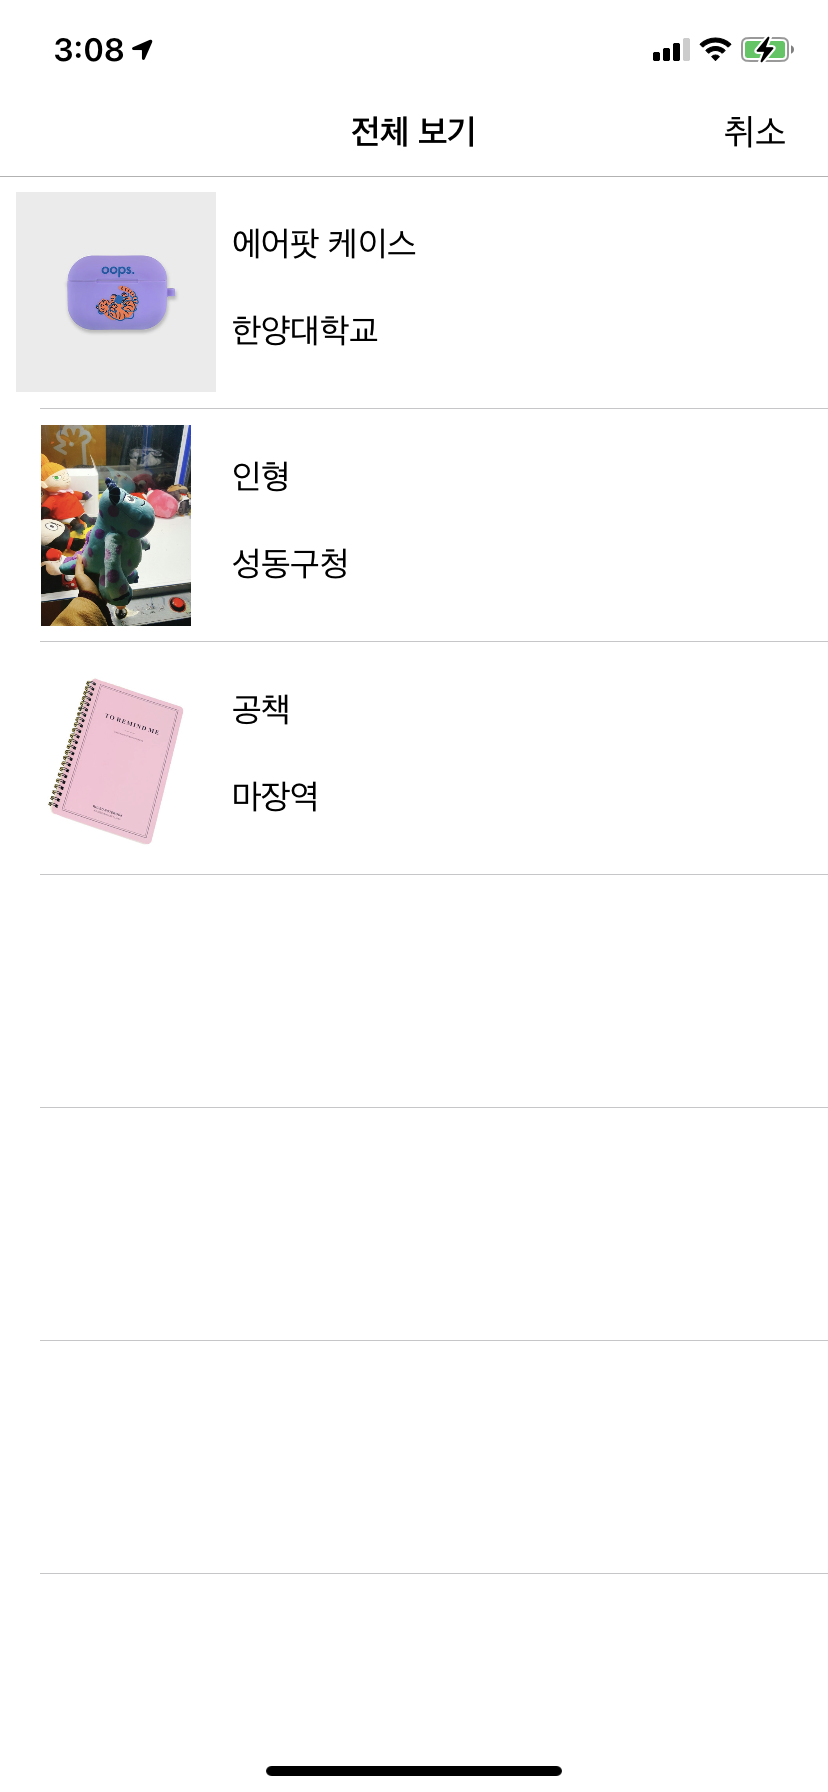 3:08
전체 보기
취소
oops.
에어팟 케이스
한양대학교
인형
성동구청
TO REMIND ME
공책
마장역